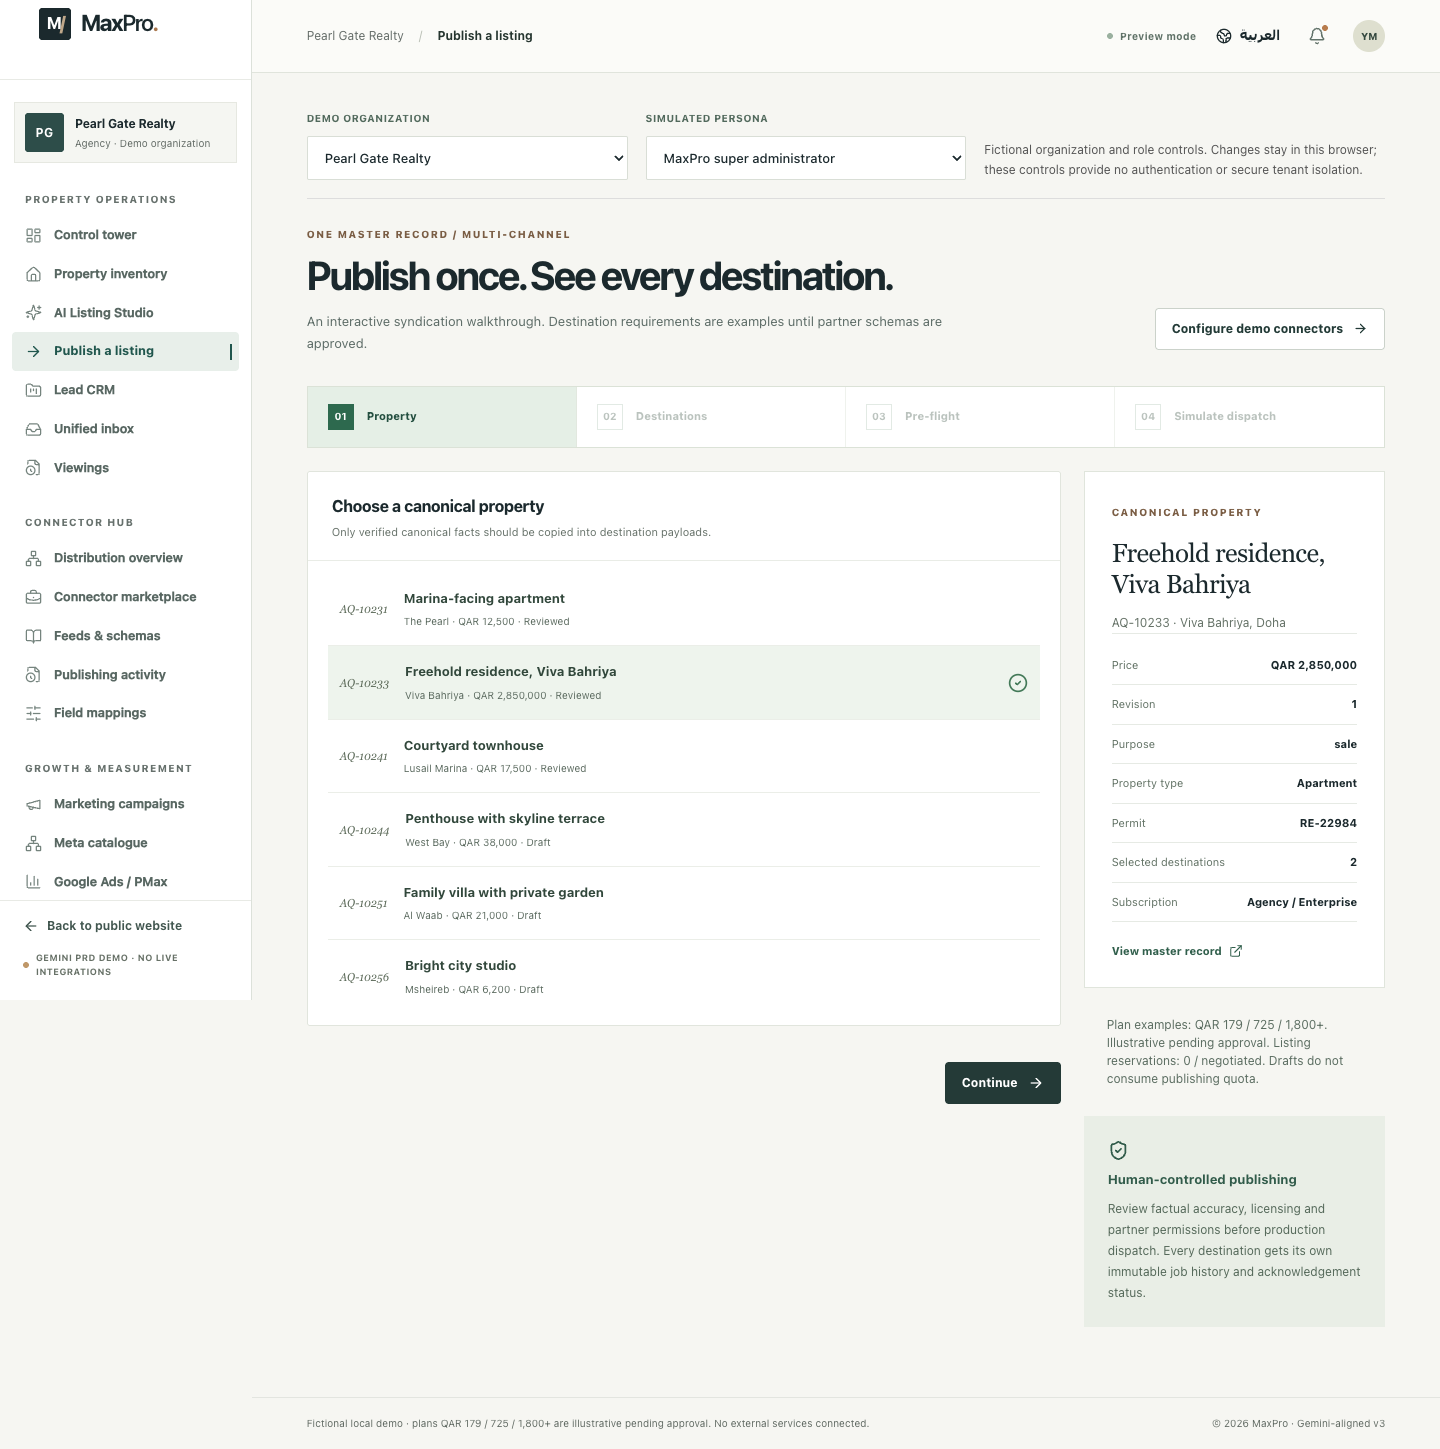 M/ MaxPro.
PG
Pearl Gate Realty
Agency · Demo organization
PROPERTY OPERATIONS
Control tower
Property inventory
AI Listing Studio
Publish a listing
Lead CRM
Unified inbox
Viewings
CONNECTOR HUB
Distribution overview
Connector marketplace
Feeds & schemas
Publishing activity
Field mappings
GROWTH & MEASUREMENT
Marketing campaigns
Meta catalogue
Google Ads / PMax
Back to public website
GEMINI PRD DEMO · NO LIVE
INTEGRATIONS
Pearl Gate Realty / Publish a listing
Preview mode
العربية
YM
DEMO ORGANIZATION
Pearl Gate Realty
SIMULATED PERSONA
MaxPro super administrator
Fictional organization and role controls. Changes stay in this browser;
these controls provide no authentication or secure tenant isolation.
ONE MASTER RECORD / MULTI-CHANNEL
Publish once. See every destination.
An interactive syndication walkthrough. Destination requirements are examples until partner schemas are
approved.
Configure demo connectors
01 Property
02 Destinations
03 Pre-flight
04 Simulate dispatch
Choose a canonical property
Only verified canonical facts should be copied into destination payloads.
AQ-10231
Marina-facing apartment
The Pearl · QAR 12,500 · Reviewed
AQ-10233
Freehold residence, Viva Bahriya
Viva Bahriya · QAR 2,850,000 · Reviewed
AQ-10241
Courtyard townhouse
Lusail Marina · QAR 17,500 · Reviewed
AQ-10244
Penthouse with skyline terrace
West Bay · QAR 38,000 · Draft
AQ-10251
Family villa with private garden
Al Waab · QAR 21,000 · Draft
AQ-10256
Bright city studio
Msheireb · QAR 6,200 · Draft
Continue
CANONICAL PROPERTY
Freehold residence,
Viva Bahriya
AQ-10233 · Viva Bahriya, Doha
Price QAR 2,850,000
Revision 1
Purpose sale
Property type Apartment
Permit RE-22984
Selected destinations 2
Subscription Agency / Enterprise
View master record
Plan examples: QAR 179 / 725 / 1,800+.
Illustrative pending approval. Listing
reservations: 0 / negotiated. Drafts do not
consume publishing quota.
Human-controlled publishing
Review factual accuracy, licensing and
partner permissions before production
dispatch. Every destination gets its own
immutable job history and acknowledgement
status.
Fictional local demo · plans QAR 179 / 725 / 1,800+ are illustrative pending approval. No external services connected.
© 2026 MaxPro · Gemini-aligned v3